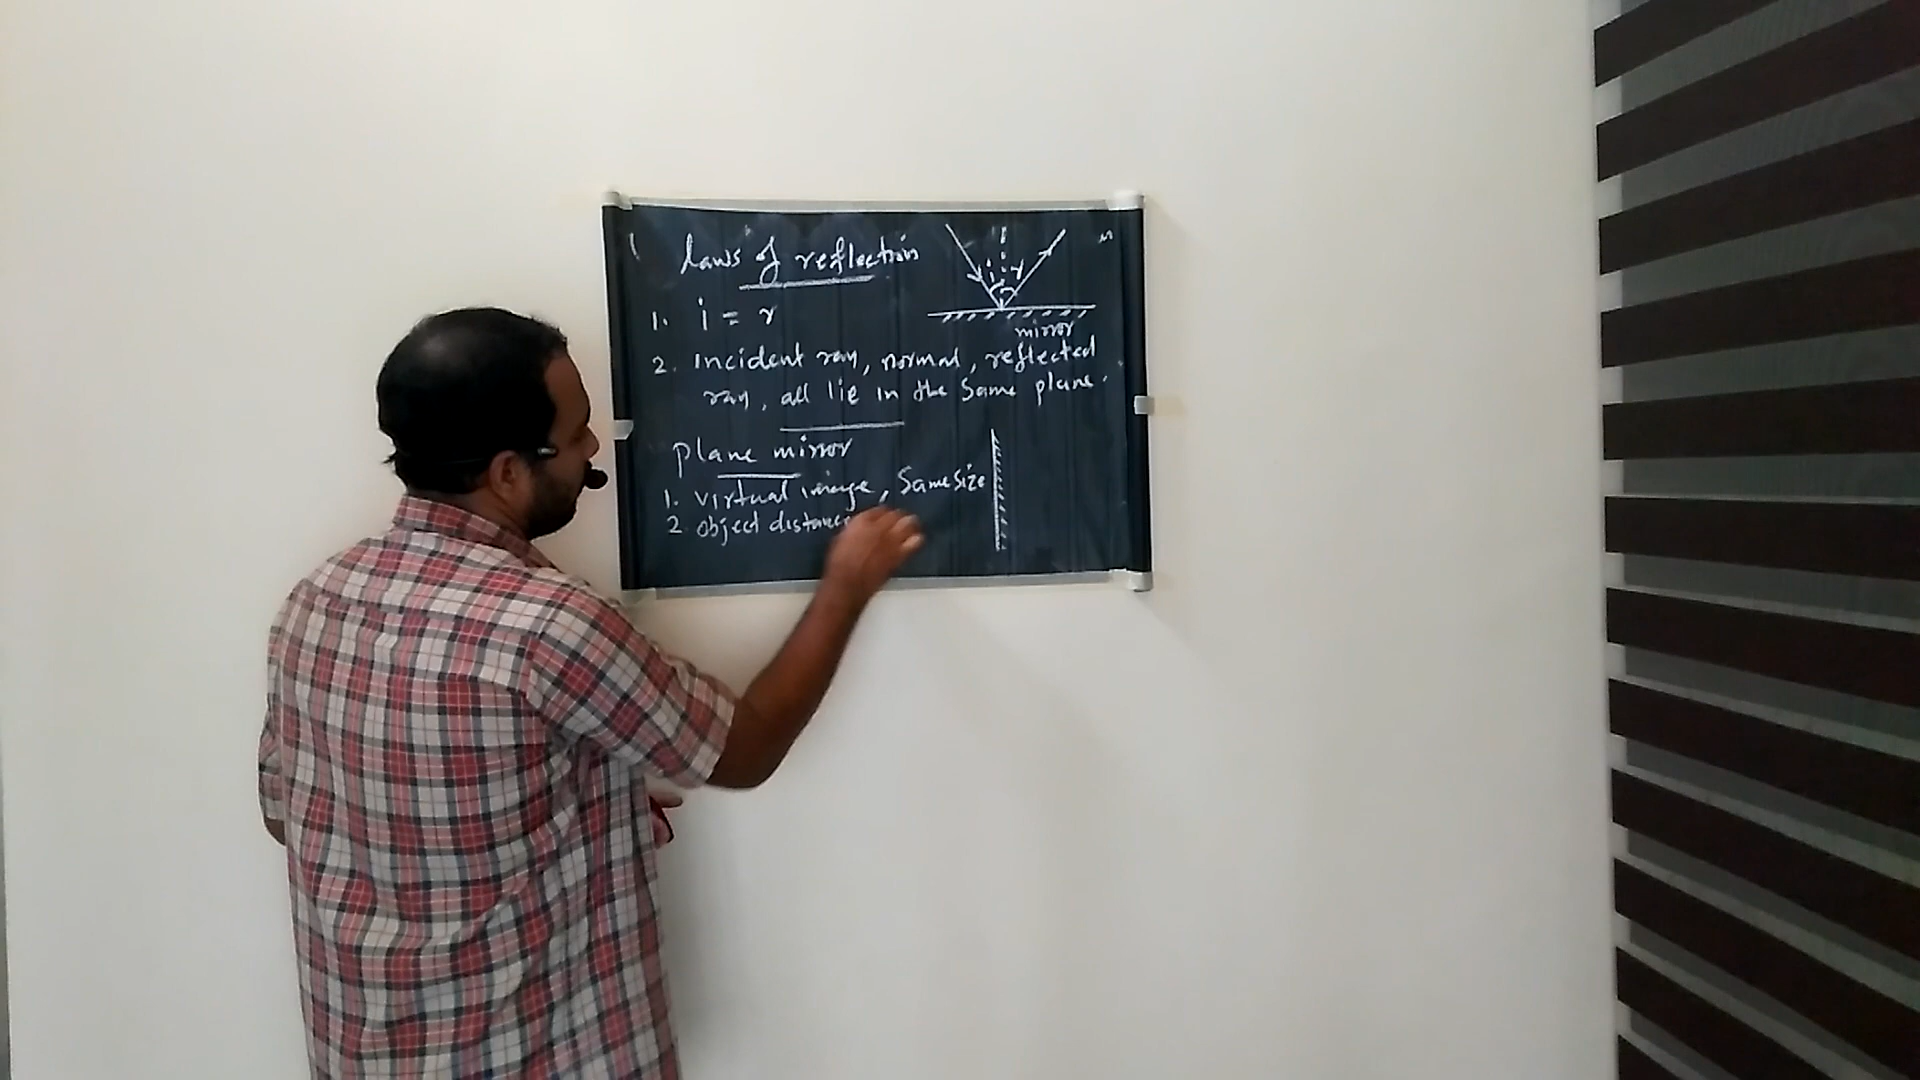 Laws of reflection
1. i = r
i r
mirror
2. Incident ray, normal, reflected
ray, all lie in the same plane.
Plane mirror
1. Virtual image, Same Size
2. object distance